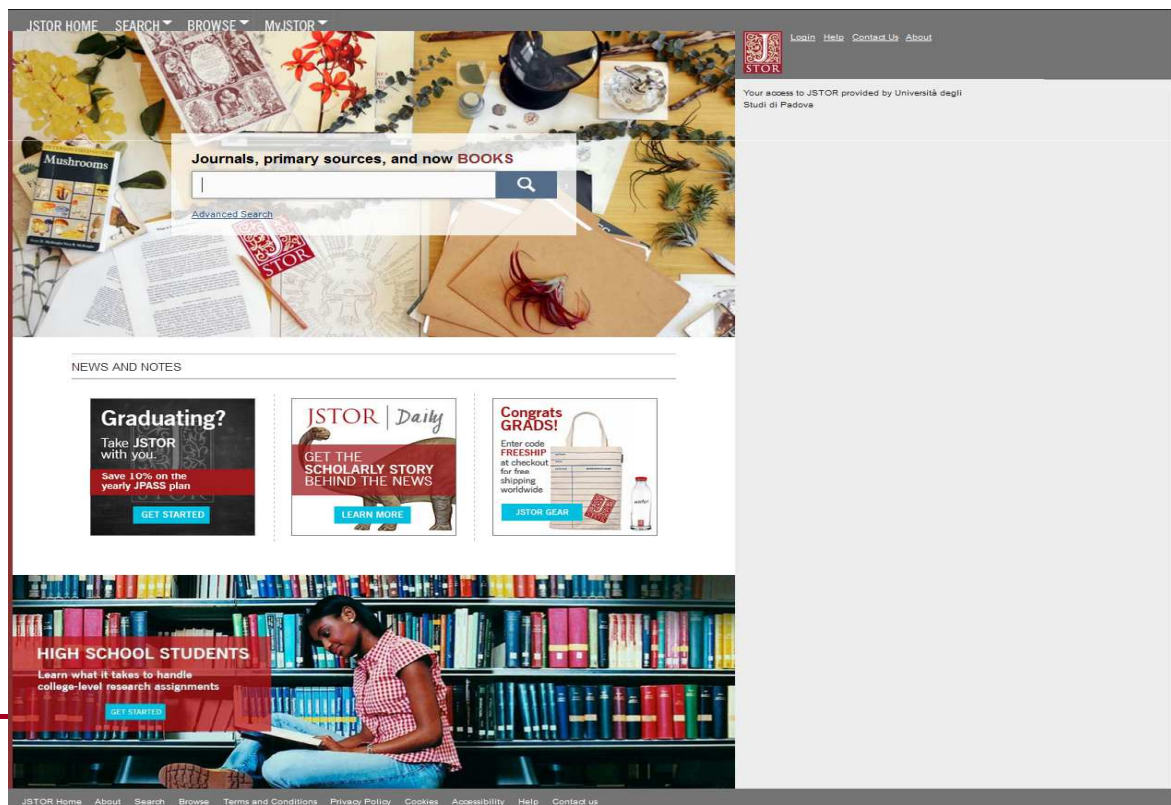 JSTOR HOME SEARCH BROWSE MyJSTOR
JSTOR
Login Help Contact Us About
Your access to JSTOR provided by Università degli
Studi di Padova
Mushrooms
Journals, primary sources, and now BOOKS
Advanced Search
JSTOR
NEWS AND NOTES
Graduating?
Take JSTOR
with you.
Save 10% on the
yearly JPASS plan
GET STARTED
JSTOR | Daily
GET THE
SCHOLARLY STORY
BEHIND THE NEWS
LEARN MORE
Congrats
GRADS!
Enter code
FREESHIP
at checkout
for free
shipping
worldwide
JSTOR GEAR
HIGH SCHOOL STUDENTS
Learn what it takes to handle
college-level research assignments
GET STARTED
JSTOR Home About Search Browse Terms and Conditions Privacy Policy Cookies Accessibility Help Contact us